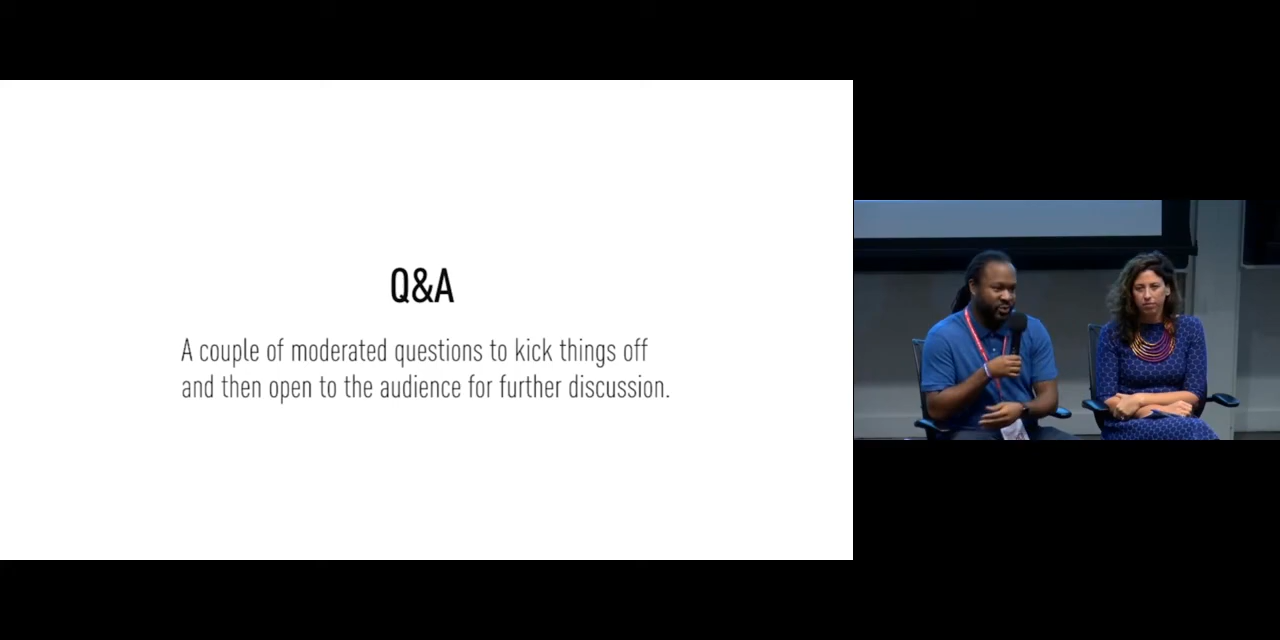 Q&A
A couple of moderated questions to kick things off
and then open to the audience for further discussion.